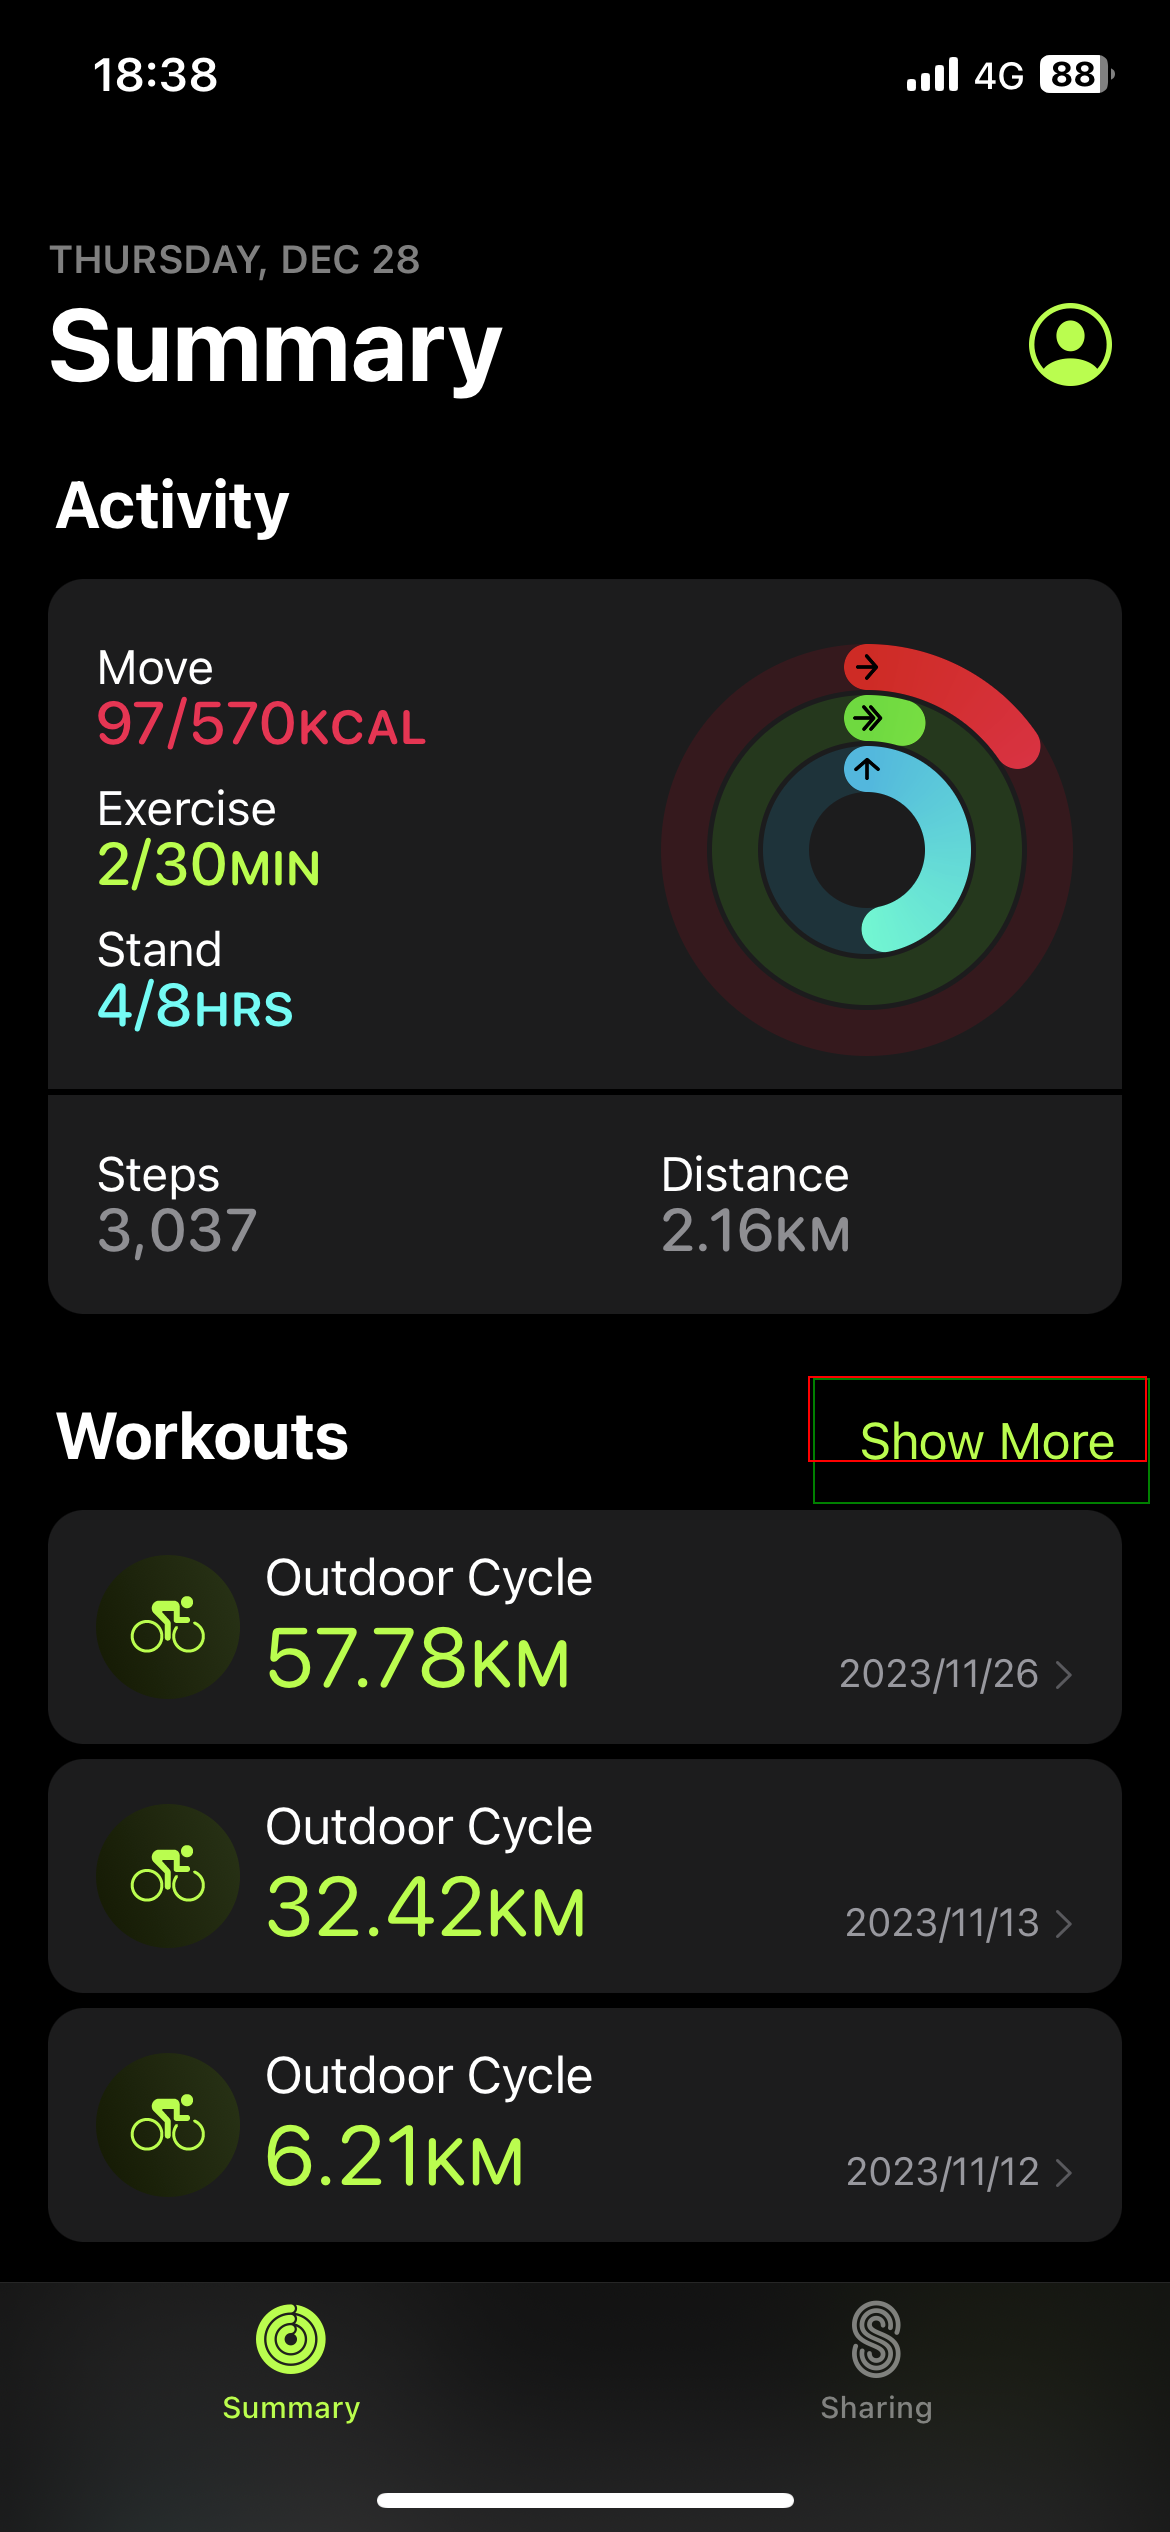 18:38
4G 88
THURSDAY, DEC 28
Summary
Activity
Move
97/570KCAL
Exercise
2/30MIN
Stand
4/8HRS
Steps
3,037
Distance
2.16KM
Workouts
Show More
Outdoor Cycle
57.78KM
2023/11/26
Outdoor Cycle
32.42KM
2023/11/13
Outdoor Cycle
6.21KM
2023/11/12
Summary
Sharing